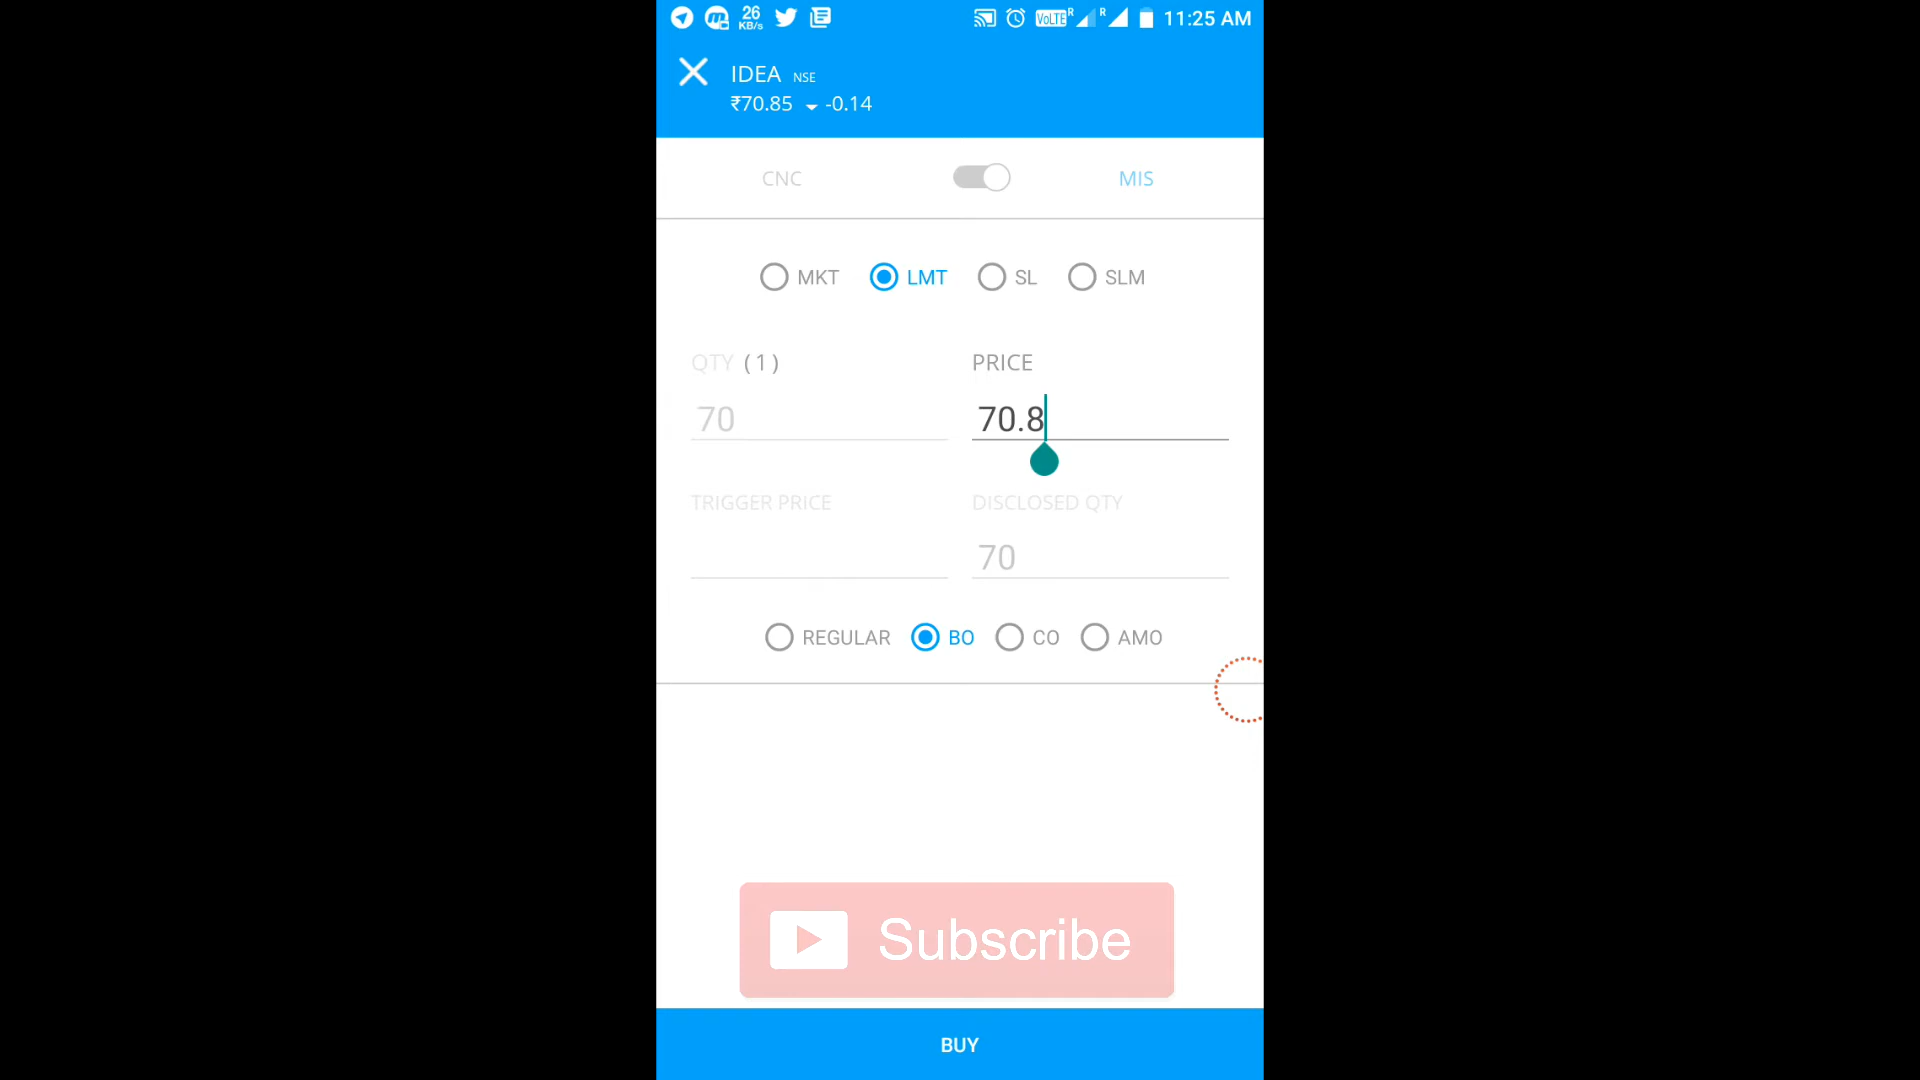 26
KB/s
VoLTE R R 11:25 AM
IDEA NSE
₹70.85 -0.14
CNC MIS
MKT LMT SL SLM
QTY (1) PRICE
70 70.8
TRIGGER PRICE DISCLOSED QTY
70
REGULAR BO CO AMO
Subscribe
BUY